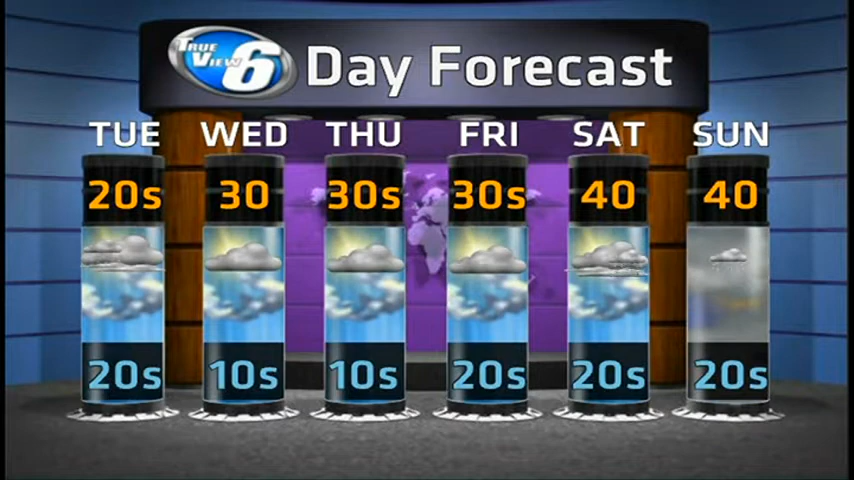 TRUE VIEW 6 Day Forecast
TUE WED THU FRI SAT SUN
20s 30 30s 30s 40 40
20s 10s 10s 20s 20s 20s